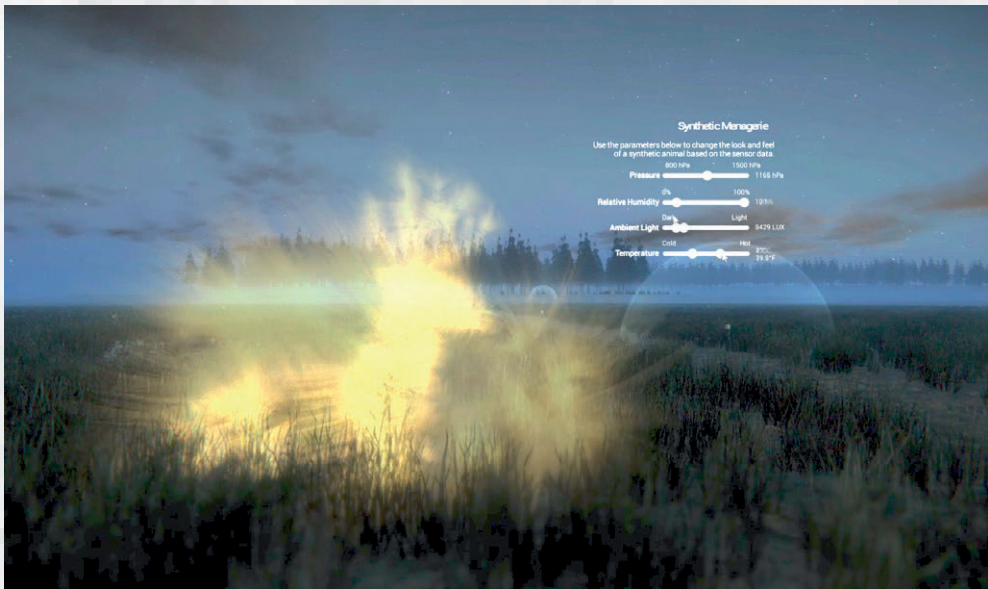 Synthetic Menagerie
Use the parameters below to change the look and feel
of a synthetic animal based on the sensor data.
800 hPa 1500 hPa
Pressure 1166 hPa
0% 100%
Relative Humidity
Dark Light
Ambient Light 8429 LUX
Cold Hot
Temperature
39.9°F